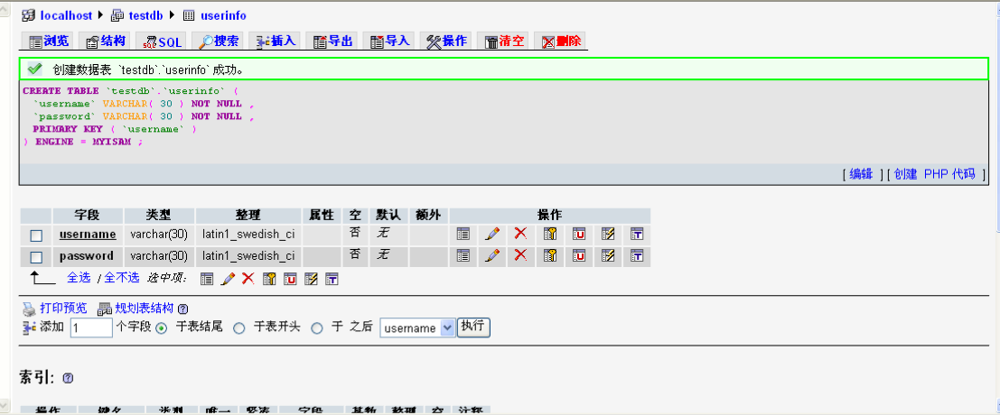 localhost ▸ testdb ▸ userinfo
浏览 结构 SQL 搜索 插入 导出 导入 操作 清空 删除
创建数据表 `testdb`.`userinfo` 成功。
CREATE TABLE `testdb`.`userinfo` (
`username` VARCHAR( 30 ) NOT NULL ,
`password` VARCHAR( 30 ) NOT NULL ,
PRIMARY KEY ( `username` )
) ENGINE = MYISAM ;
[ 编辑 ] [ 创建 PHP 代码 ]
字段 类型 整理 属性 空 默认 额外 操作
username varchar(30) latin1_swedish_ci 否 无
password varchar(30) latin1_swedish_ci 否 无
全选 / 全不选 选中项:
打印预览 规划表结构
添加 1 个字段 于表结尾 于表开头 于 之后 username 执行
索引:
操作 键名 类型 唯一 紧凑 字段 基数 整理 空 注释